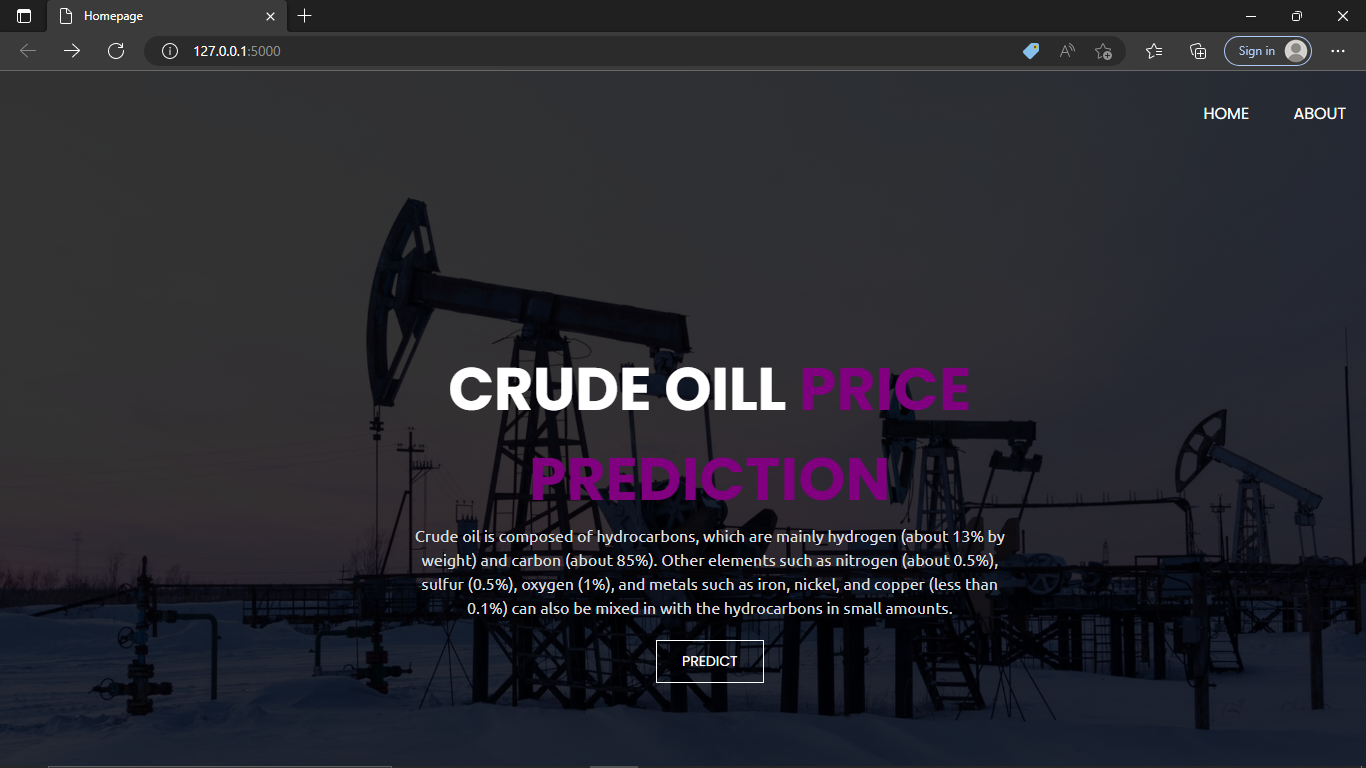 Homepage
127.0.0.1:5000
Sign in
HOME ABOUT
CRUDE OILL PRICE
PREDICTION
Crude oil is composed of hydrocarbons, which are mainly hydrogen (about 13% by
weight) and carbon (about 85%). Other elements such as nitrogen (about 0.5%),
sulfur (0.5%), oxygen (1%), and metals such as iron, nickel, and copper (less than
0.1%) can also be mixed in with the hydrocarbons in small amounts.
PREDICT